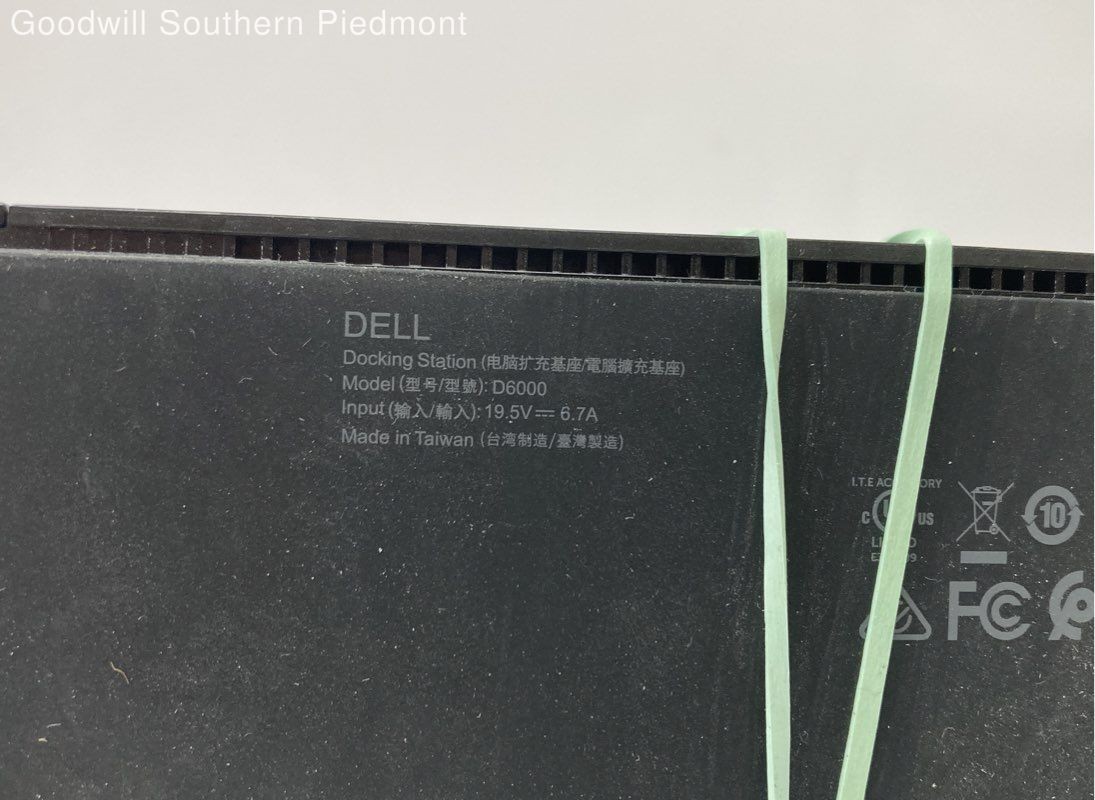 Goodwill Southern Piedmont
DELL
Docking Station (电脑扩充基座/電腦擴充基座)
Model (型号/型號): D6000
Input (输入/輸入): 19.5V⎓ 6.7A
Made in Taiwan (台湾制造/臺灣製造)
I.T.E
C US
10
FC